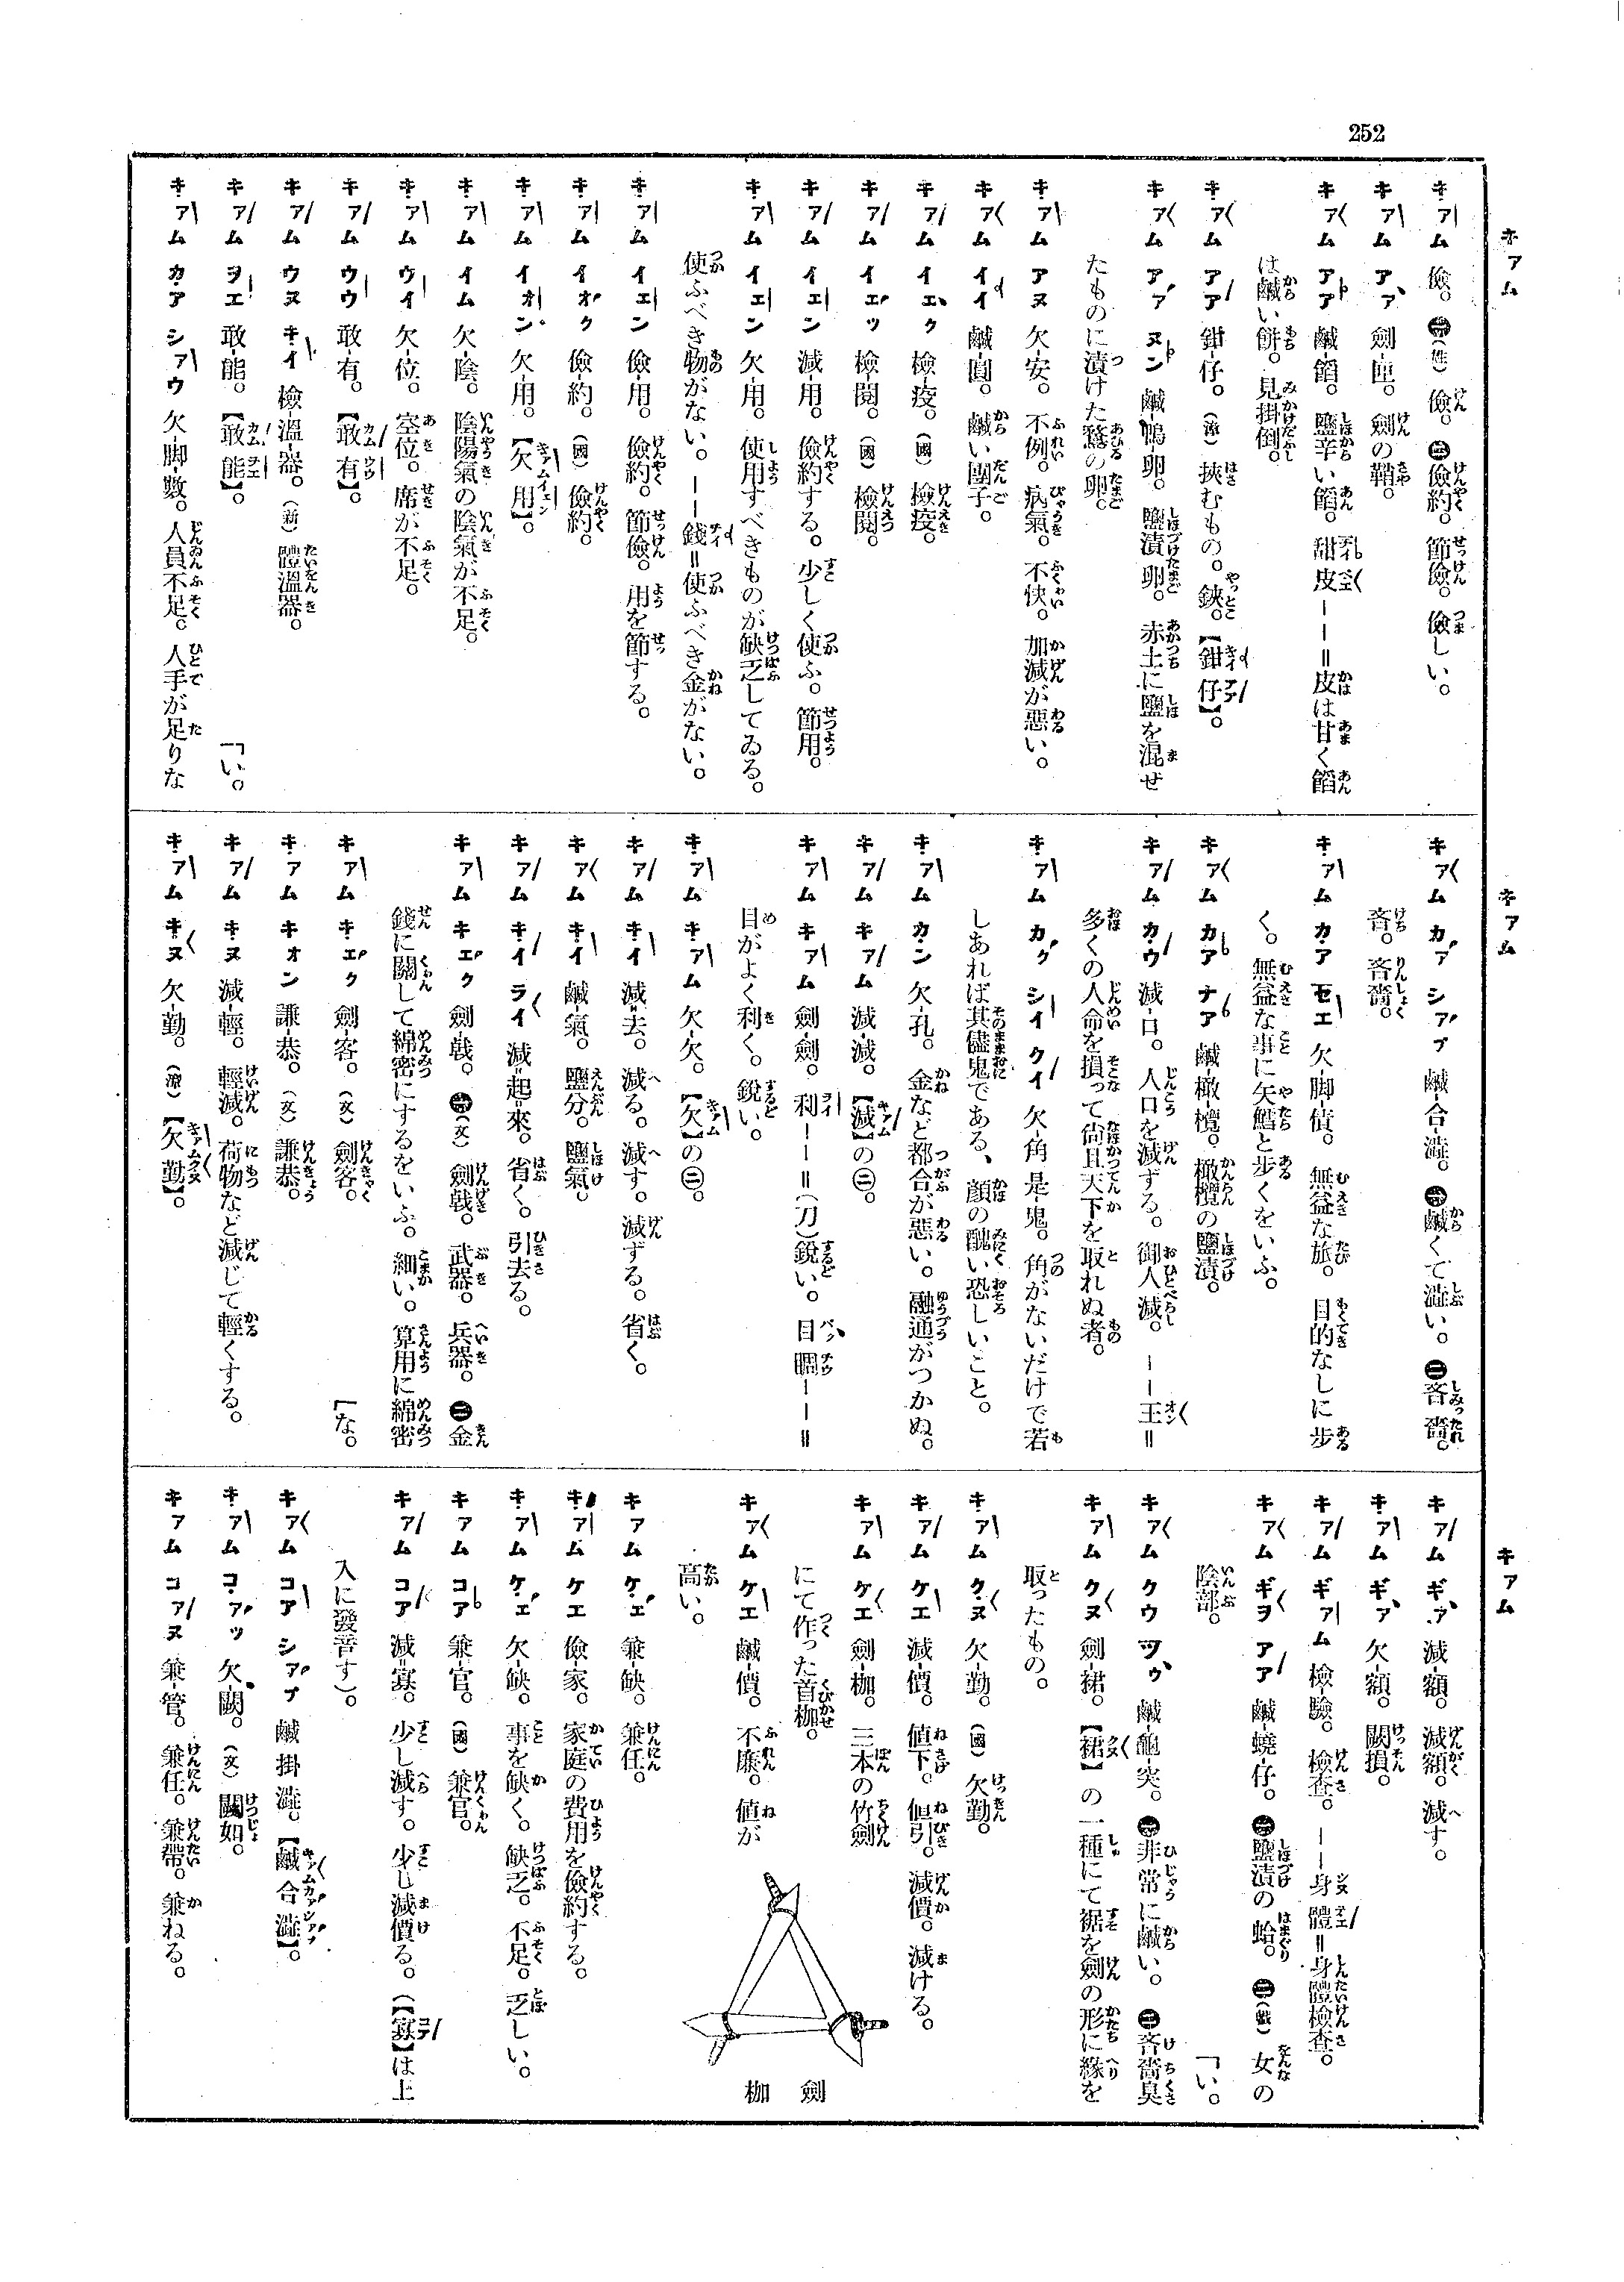 252
キアム
キアム 儉。㊀(姓) 儉。㊁儉約。節儉。儉しい。
キアム アァ 劍-匣。劍の鞘。
キアム アア 鹹-餡。鹽辛い餡。甜皮――＝皮は甘く餡
は鹹い餅。見掛倒。
キアム アア 鉗-仔。(漳) 挾むもの。鋏。【鉗仔】。
キアム アァ ヌン 鹹-鴨-卵。鹽漬卵。赤土に鹽を混ぜ
たものに漬けた鶩の卵。
キアム アヌ 欠-安。不例。病氣。不快。加減が惡い。
キアム イイ 鹹-圓。鹹い團子。
キアム イェク 檢-疫。(國) 檢疫。
キアム イエッ 檢-閱。(國) 檢閱。
キアム イエン 減-用。儉約する。少しく使ふ。節用。
キアム イエン 欠-用。使用すべきものが缺乏してゐる。
使ふべき物がない。――錢＝使ふべき金がない。
キアム イエン 儉-用。儉約。節儉。用を節する。
キアム イオク 儉-約。(國) 儉約。
キアム イオン 欠-用。【欠用】。
キアム イム 欠-陰。陰陽氣の陰氣が不足。
キアム ウイ 欠-位。空位。席が不足。
キアム ウウ 敢-有。【敢有】。
キアム ウヌ キイ 檢-溫-器。(新) 體溫器。
キアム ヲエ 敢-能。【敢能】。 「い。
キアム カア シァウ 欠-脚-數。人員不足。人手が足りな
キアム
キアム カァ シアプ 鹹-合-澁。㊀鹹くて澁い。㊁吝嗇。
吝。吝嗇。
キアム カア ゼエ 欠-脚-債。無益な旅。目的なしに步
く。無益な事に矢鱈と步くをいふ。
キアム カア ナア 鹹-橄-欖。橄欖の鹽漬。
キアム カウ 減-口。人口を減ずる。御人減。――王＝
多くの人命を損って尙且天下を取れぬ者。
キアム カク シイ クイ 欠-角-是-鬼。角がないだけで若
しあれば其儘鬼である、顏の醜い恐しいこと。
キアム カン 欠-孔。金など都合が惡い。融通がつかぬ。
キアム キアム 減-減。【減】の㊁。
キアム キアム 劍-劍。利――＝(刀)銳い。目睭――＝
目がよく利く。銳い。
キアム キアム 欠-欠。【欠】の㊁。
キアム キイ 減=去。減る。減す。減ずる。省く。
キアム キイ 鹹-氣。鹽分。鹽氣。
キアム キイ ライ 減=起=來。省く。引去る。
キアム キエク 劍-戟。㊀(文) 劍戟。武器。兵器。㊁金
錢に關して綿密にするをいふ。細い。算用に綿密
キアム キエク 劍-客。(文) 劍客。 「な。
キアム キオン 謙-恭。(文) 謙恭。
キアム キヌ 減-輕。輕減。荷物など減じて輕くする。
キアム キヌ 欠-勤。(漳)【欠勤】。
キアム
キアム ギァ 減-額。減額。減す。
キアム ギァ 欠-額。闕損。
キアム ギアム 檢-驗。檢查。――身體＝身體檢查。
キアム ギヲ アア 鹹-蟯-仔。㊀鹽漬の蛤。㊁(戲) 女の
陰部。 「い。
キアム クウ ツゥ 鹹-龜-突。㊀非常に鹹い。㊁吝嗇臭
キアム クヌ 劍-裙。【裙】の一種にて裾を劍の形に緣を
取ったもの。
キアム クヌ 欠-勤。(國) 欠勤。
キアム ケエ 減-價。値下。値引。減價。減ける。
キアム ケエ 劍-枷。三本の竹劍
にて作った首枷。
キアム ケエ 鹹-價。不廉。値が
高い。
劍枷
キアム ケェ 兼-缺。兼任。
キアム ケエ 儉-家。家庭の費用を儉約する。
キアム ケェ 欠-缺。事を缺く。缺乏。不足。乏しい。
キアム コア 兼-官。(國) 兼官。
キアム コア 減=寡。少し減す。少し減價る。(【寡】は上
入に發音す)。
キアム コア シアプ 鹹掛澁。【鹹合澁】。
キアム コァッ 欠-闕。(文) 闕如。
キアム コアヌ 兼-管。兼任。兼帶。兼ねる。